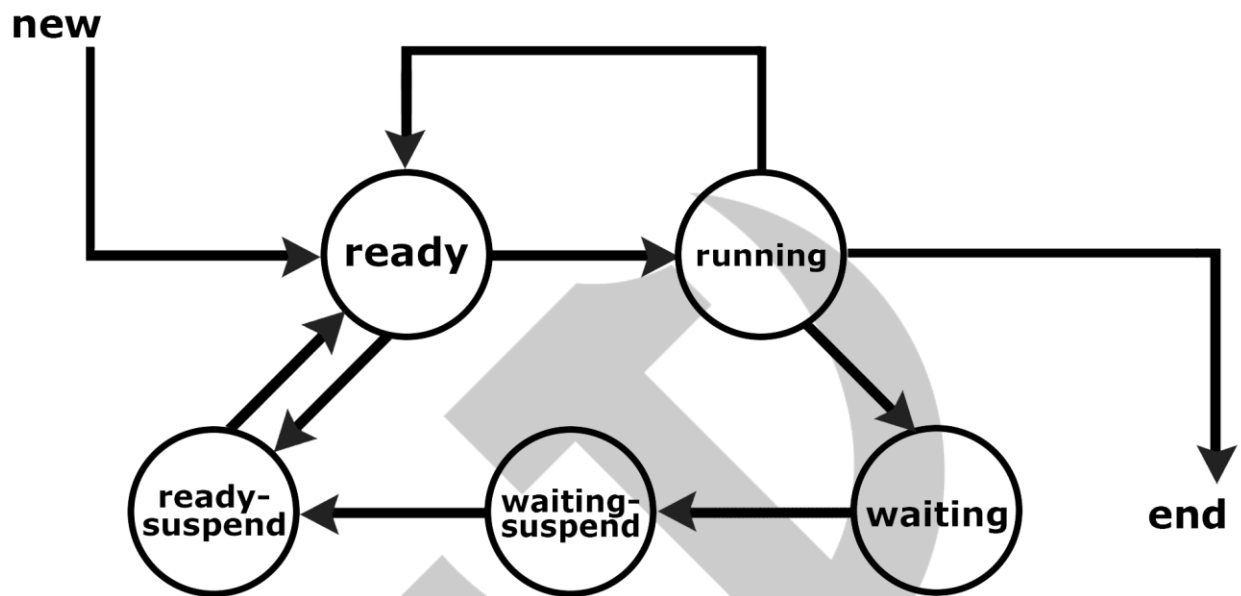 new
ready
running
ready-
suspend
waiting-
suspend
waiting
end